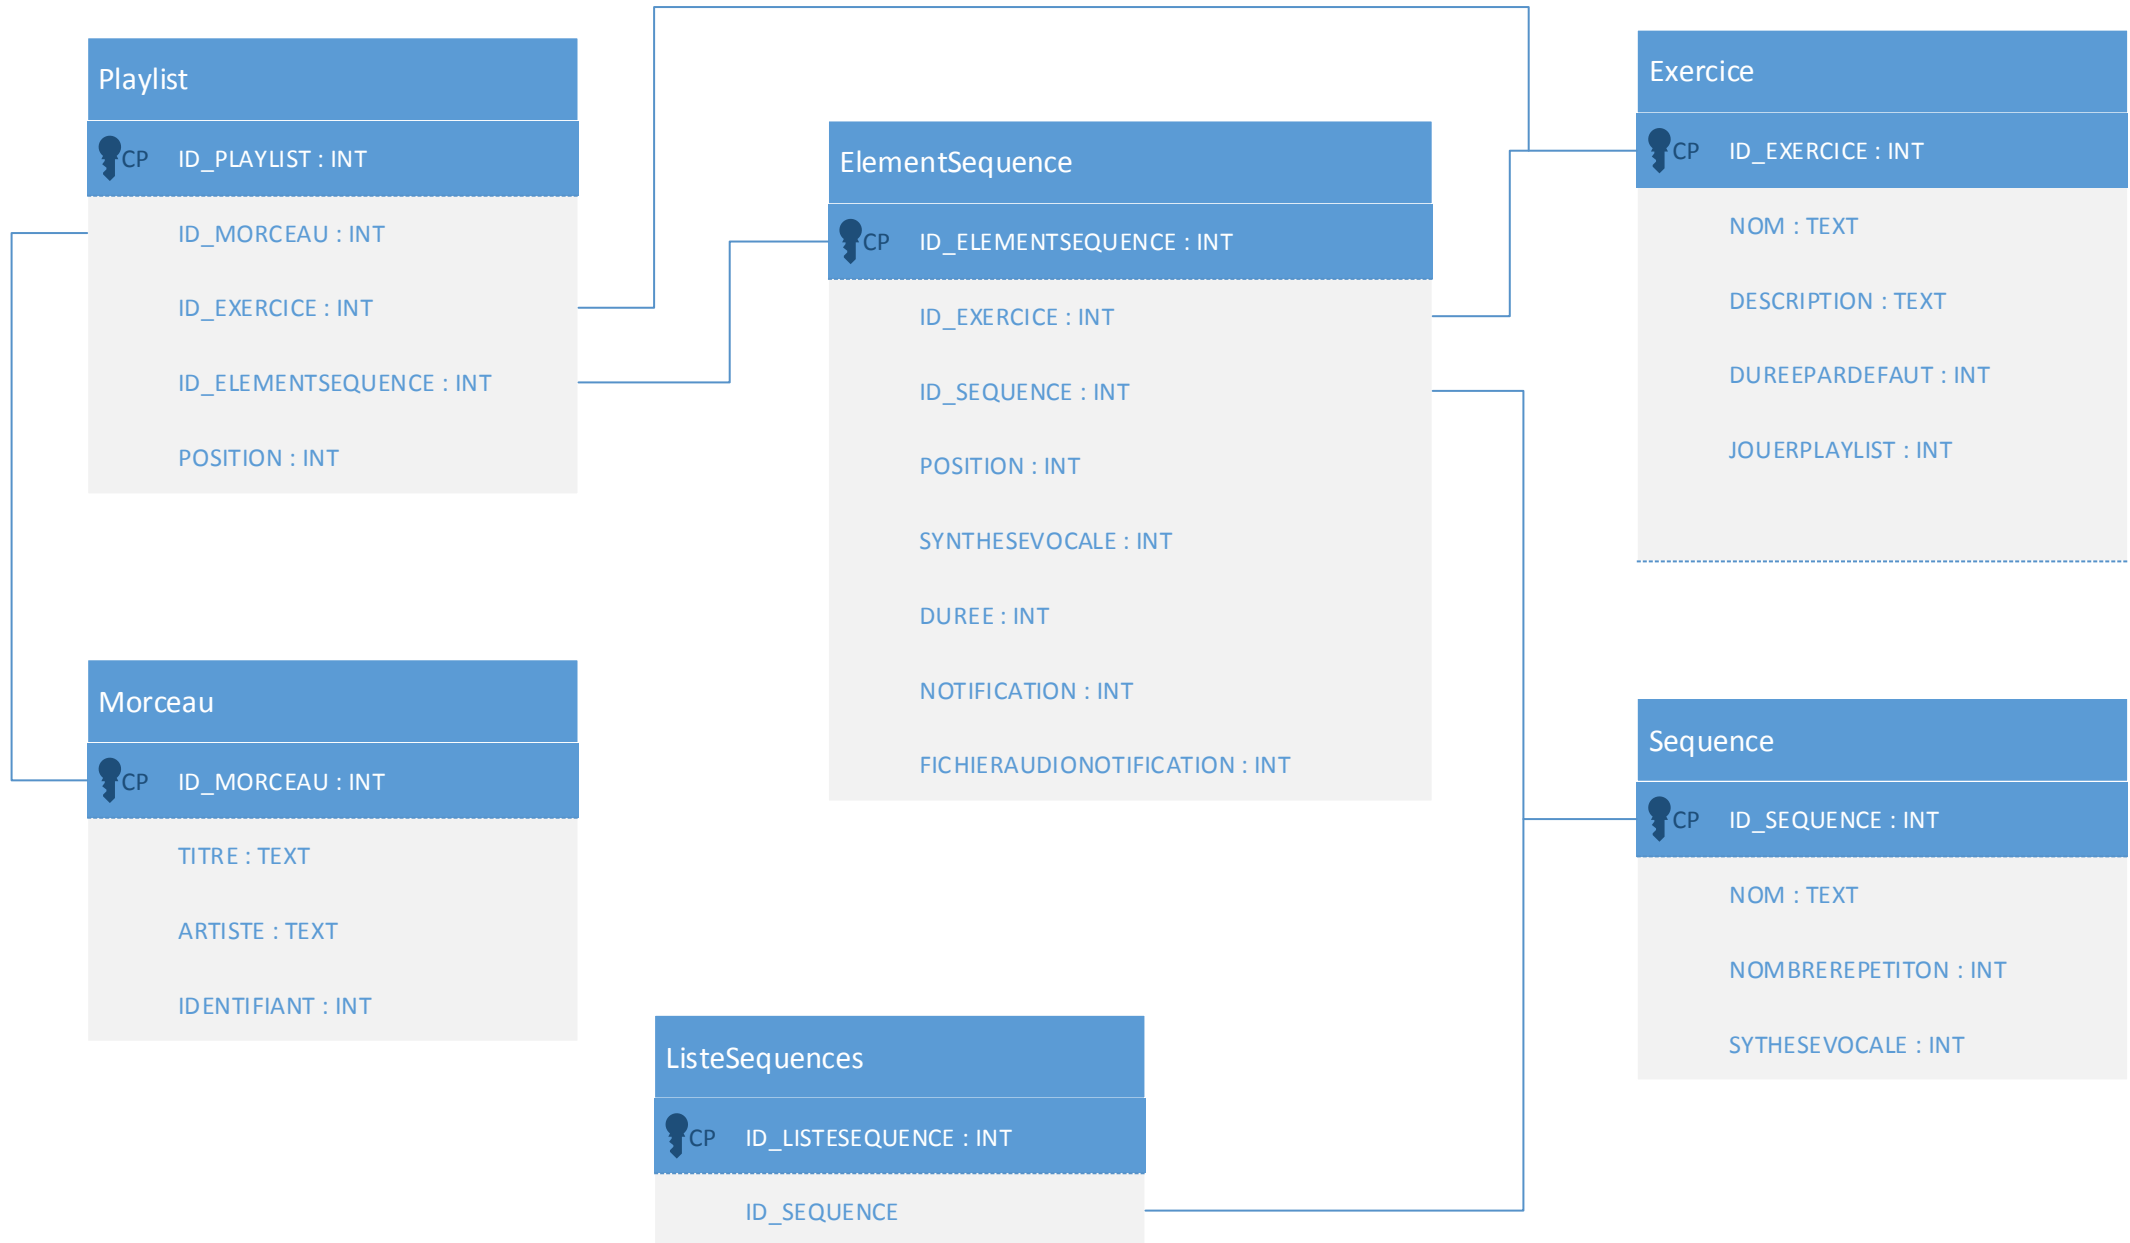 Playlist
CP ID_PLAYLIST : INT
ID_MORCEAU : INT
ID_EXERCICE : INT
ID_ELEMENTSEQUENCE : INT
POSITION : INT
ElementSequence
CP ID_ELEMENTSEQUENCE : INT
ID_EXERCICE : INT
ID_SEQUENCE : INT
POSITION : INT
SYNTHESEVOCALE : INT
DUREE : INT
NOTIFICATION : INT
FICHIERAUDIONOTIFICATION : INT
Exercice
CP ID_EXERCICE : INT
NOM : TEXT
DESCRIPTION : TEXT
DUREEPARDEFAUT : INT
JOUERPLAYLIST : INT
Morceau
CP ID_MORCEAU : INT
TITRE : TEXT
ARTISTE : TEXT
IDENTIFIANT : INT
Sequence
CP ID_SEQUENCE : INT
NOM : TEXT
NOMBREREPETITON : INT
SYTHESEVOCALE : INT
ListeSequences
CP ID_LISTESEQUENCE : INT
ID_SEQUENCE